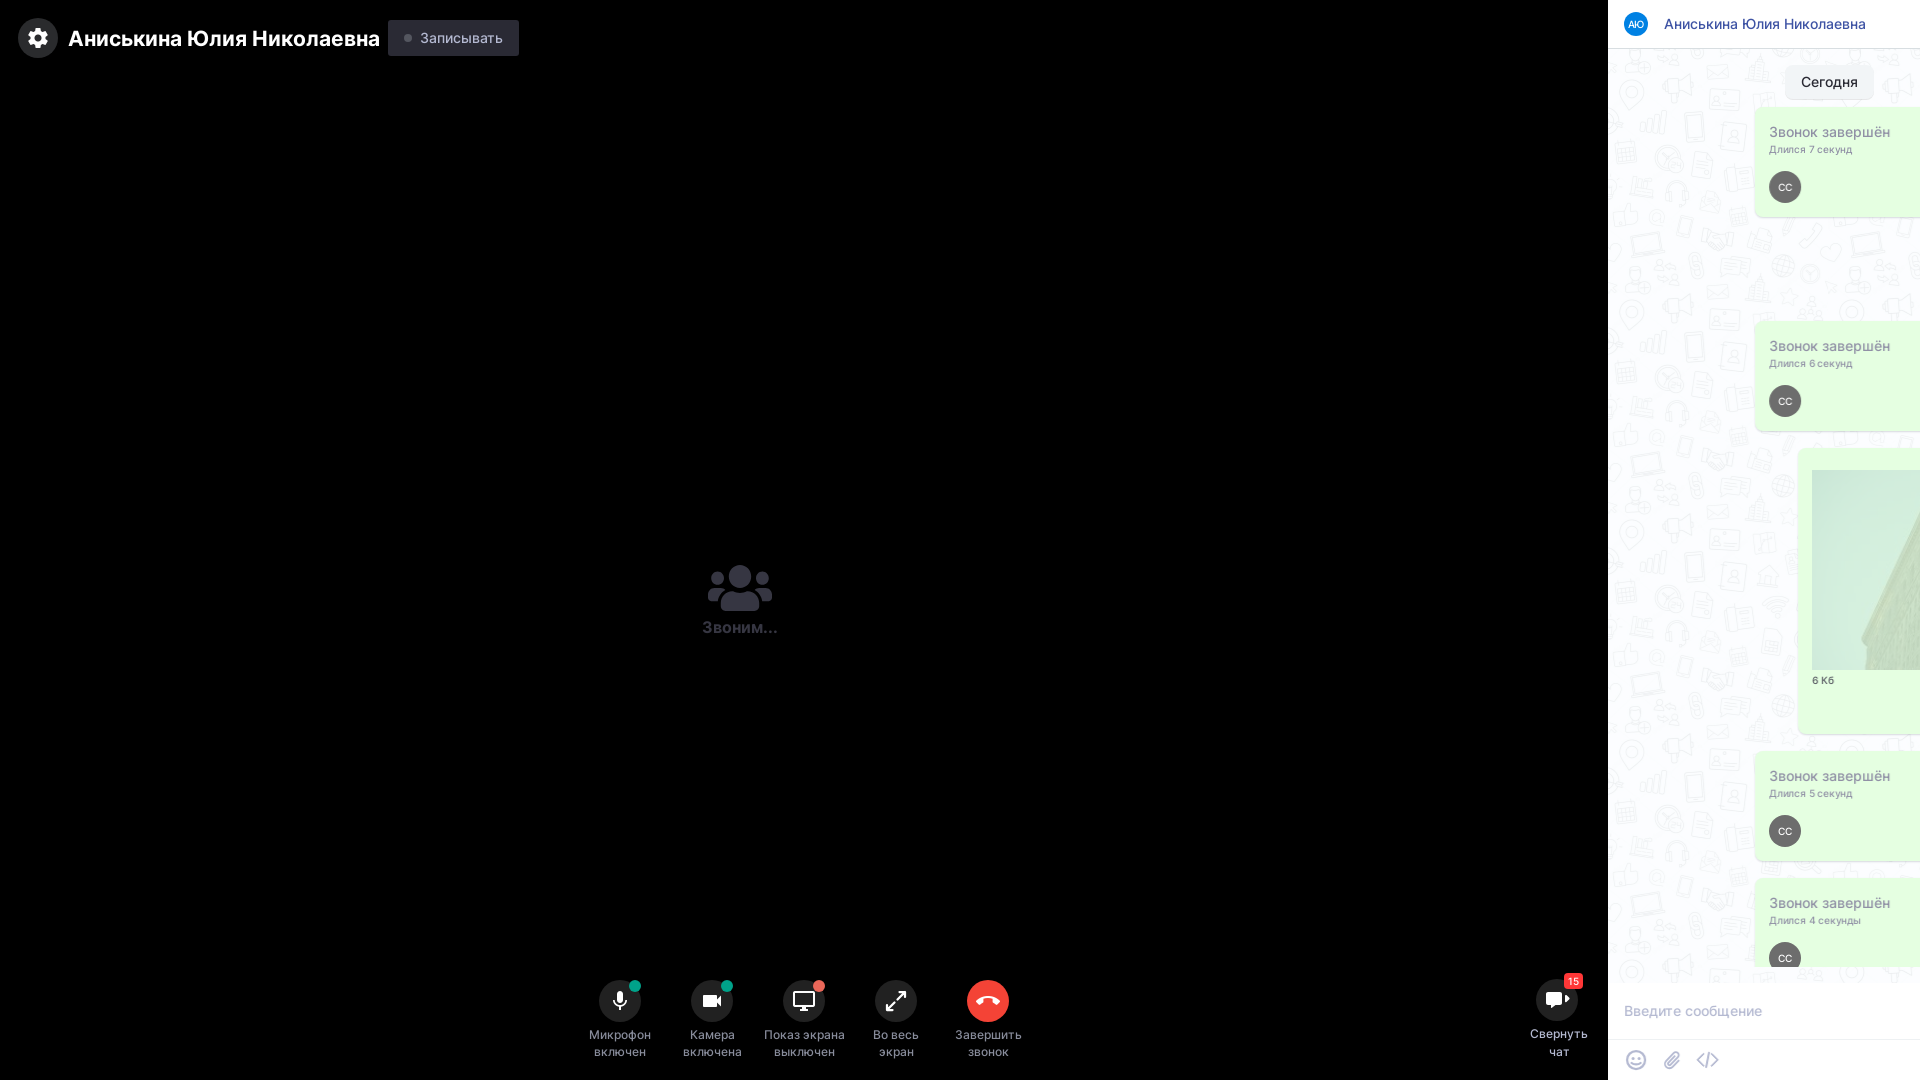 Аниськина Юлия Николаевна
Записывать
Звоним...
Микрофон
включен
Камера
включена
Показ экрана
выключен
Во весь
экран
Завершить
звонок
15
Свернуть
чат
АЮ
Аниськина Юлия Николаевна
Сегодня
Звонок завершён
Длился 7 секунд
СС
Звонок завершён
Длился 6 секунд
СС
6 Кб
Звонок завершён
Длился 5 секунд
СС
Звонок завершён
Длился 4 секунды
СС
Введите сообщение